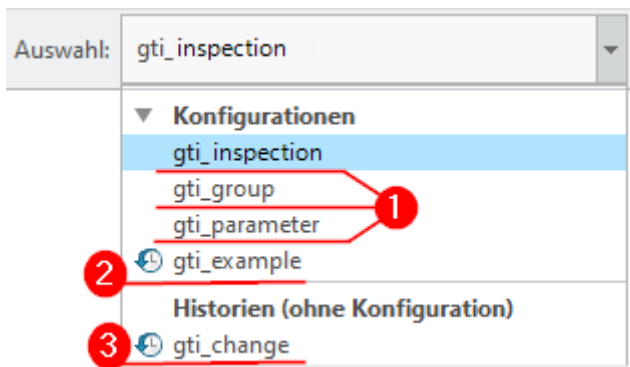 Auswahl: gti_inspection
Konfigurationen
gti_inspection
gti_group
1
gti_parameter
2 gti_example
Historien (ohne Konfiguration)
3 gti_change